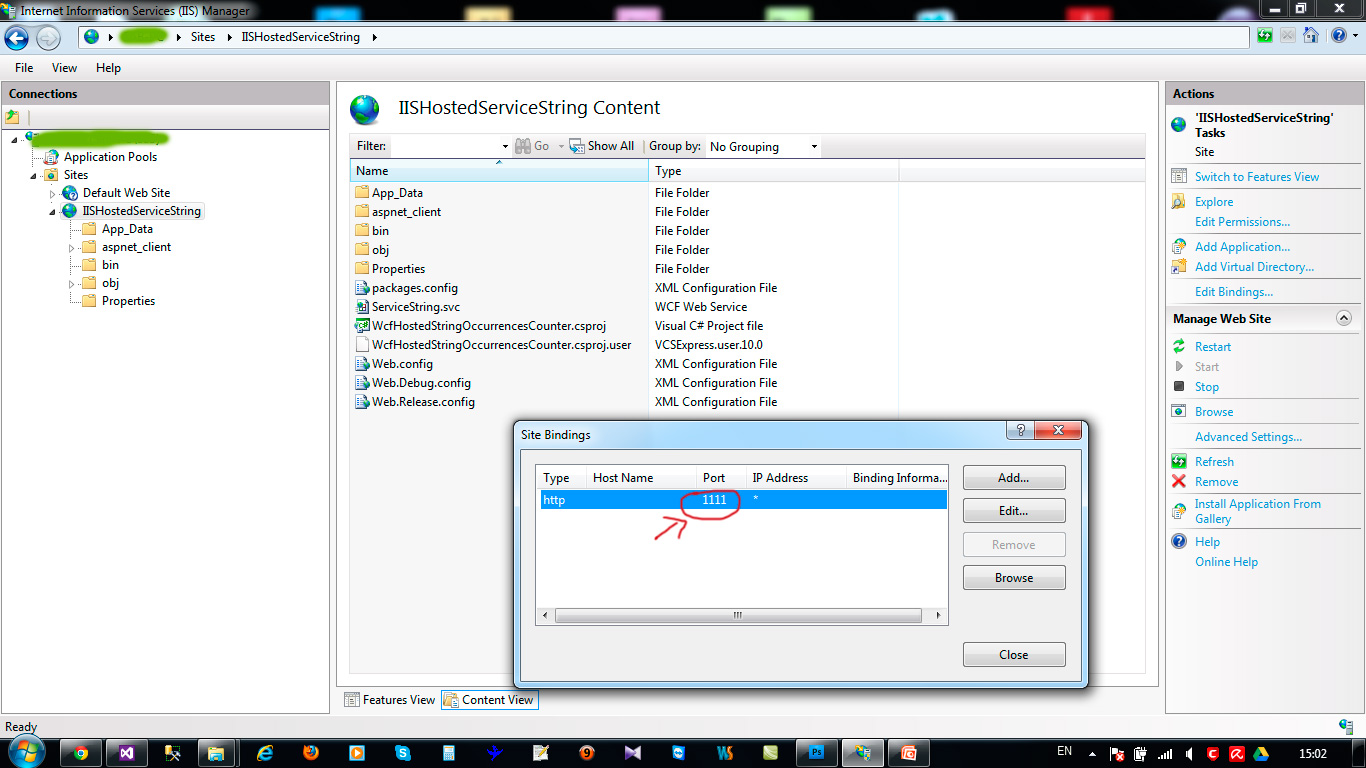 Internet Information Services (IIS) Manager
Sites IISHostedServiceString
File View Help
Connections
Application Pools
Sites
Default Web Site
IISHostedServiceString
App_Data
aspnet_client
bin
obj
Properties
IISHostedServiceString Content
Filter: Go Show All Group by: No Grouping
Name Type
App_Data File Folder
aspnet_client File Folder
bin File Folder
obj File Folder
Properties File Folder
packages.config XML Configuration File
ServiceString.svc WCF Web Service
WcfHostedStringOccurrencesCounter.csproj Visual C# Project file
WcfHostedStringOccurrencesCounter.csproj.user VCSExpress.user.10.0
Web.config XML Configuration File
Web.Debug.config XML Configuration File
Web.Release.config XML Configuration File
Site Bindings
Type Host Name Port IP Address Binding Informa...
http 1111 *
Add...
Edit...
Remove
Browse
Close
Features View Content View
Actions
'IISHostedServiceString'
Tasks
Site
Switch to Features View
Explore
Edit Permissions...
Add Application...
Add Virtual Directory...
Edit Bindings...
Manage Web Site
Restart
Start
Stop
Browse
Advanced Settings...
Refresh
Remove
Install Application From
Gallery
Help
Online Help
Ready
EN 15:02